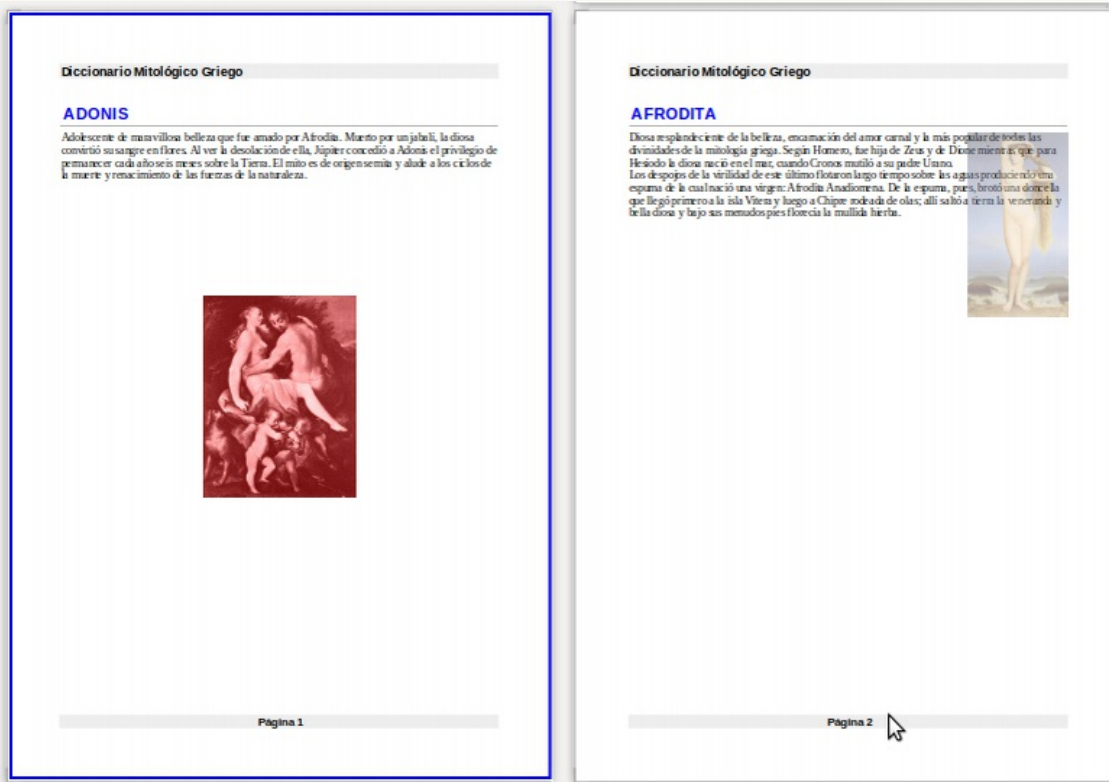 Diccionario Mitológico Griego
ADONIS
Adolescente de maravillosa belleza que fue amado por Afrodita. Muerto por un jabalí, la diosa
convirtió su sangre en flores. Al ver la desolación de ella, Júpiter concedió a Adonis el privilegio de
permanecer cada año seis meses sobre la Tierra. El mito es de origen semita y alude a los ciclos de
la muerte y renacimiento de las fuerzas de la naturaleza.
Página 1
Diccionario Mitológico Griego
AFRODITA
Diosa resplandeciente de la belleza, encarnación del amor carnal y la más popular de todas las
divinidades de la mitología griega. Según Homero, fue hija de Zeus y de Dione mientras que para
Hesíodo la diosa nació en el mar, cuando Cronos mutiló a su padre Urano.
Los despojos de la virilidad de este último flotaron largo tiempo sobre las aguas produciendo una
espuma de la cual nació una virgen: Afrodita Anadiomena. De la espuma, pues, brotó una doncella
que llegó primero a la isla Vitera y luego a Chipre rodeada de olas; allí saltó a tierra la veneranda y
bella diosa y bajo sus menudos pies florecía la mullida hierba.
Página 2